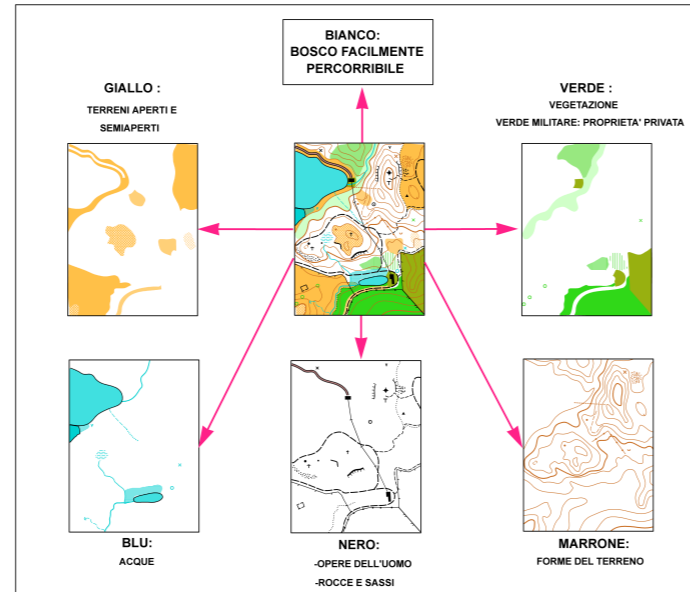 BIANCO:
BOSCO FACILMENTE
PERCORRIBILE
GIALLO :
TERRENI APERTI E
SEMIAPERTI
VERDE :
VEGETAZIONE
VERDE MILITARE: PROPRIETA' PRIVATA
BLU:
ACQUE
NERO:
-OPERE DELL'UOMO
-ROCCE E SASSI
MARRONE:
FORME DEL TERRENO